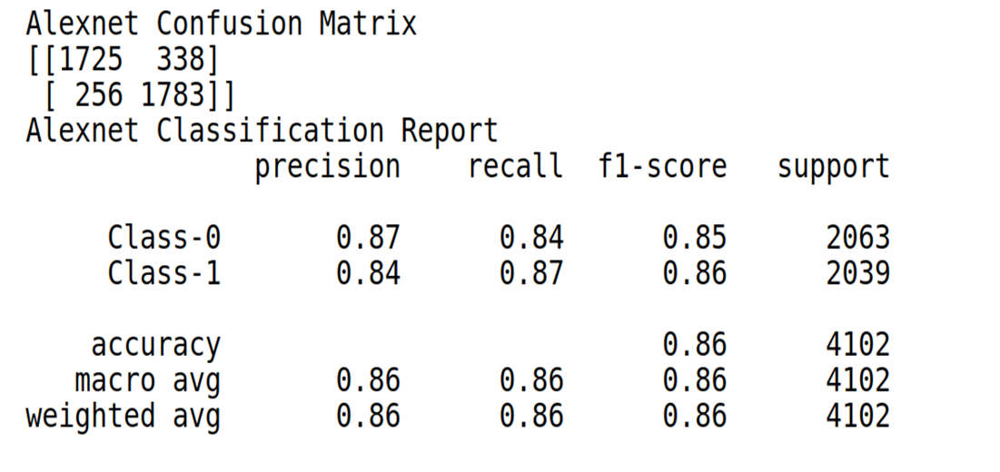 Alexnet Confusion Matrix
[[1725  338]
 [ 256 1783]]
Alexnet Classification Report
              precision    recall  f1-score   support

     Class-0       0.87      0.84      0.85      2063
     Class-1       0.84      0.87      0.86      2039

    accuracy                           0.86      4102
   macro avg       0.86      0.86      0.86      4102
weighted avg       0.86      0.86      0.86      4102